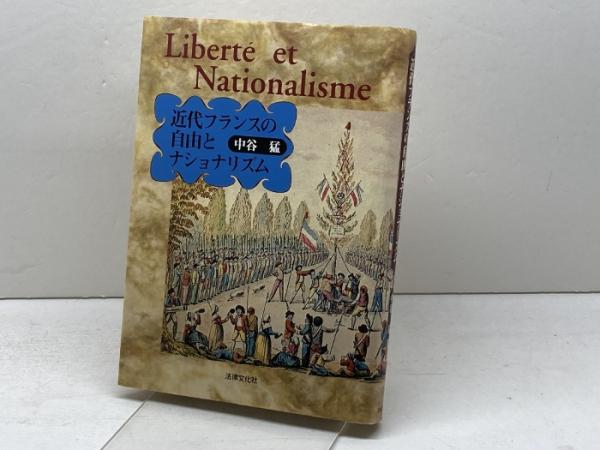 Liberté et
Nationalisme
近代フランスの
自由と
中谷 猛
ナショナリズム
法律文化社